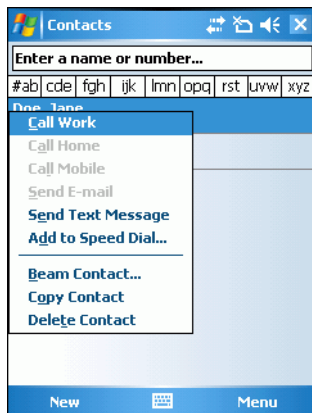 Contacts
Enter a name or number...
#ab cde fgh ijk lmn opq rst uvw xyz
Doe, Jane
Call Work
Call Home
Call Mobile
Send E-mail
Send Text Message
Add to Speed Dial...
Beam Contact...
Copy Contact
Delete Contact
New Menu